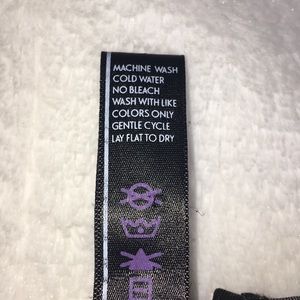 MACHINE WASH
COLD WATER
NO BLEACH
WASH WITH LIKE
COLORS ONLY
GENTLE CYCLE
LAY FLAT TO DRY